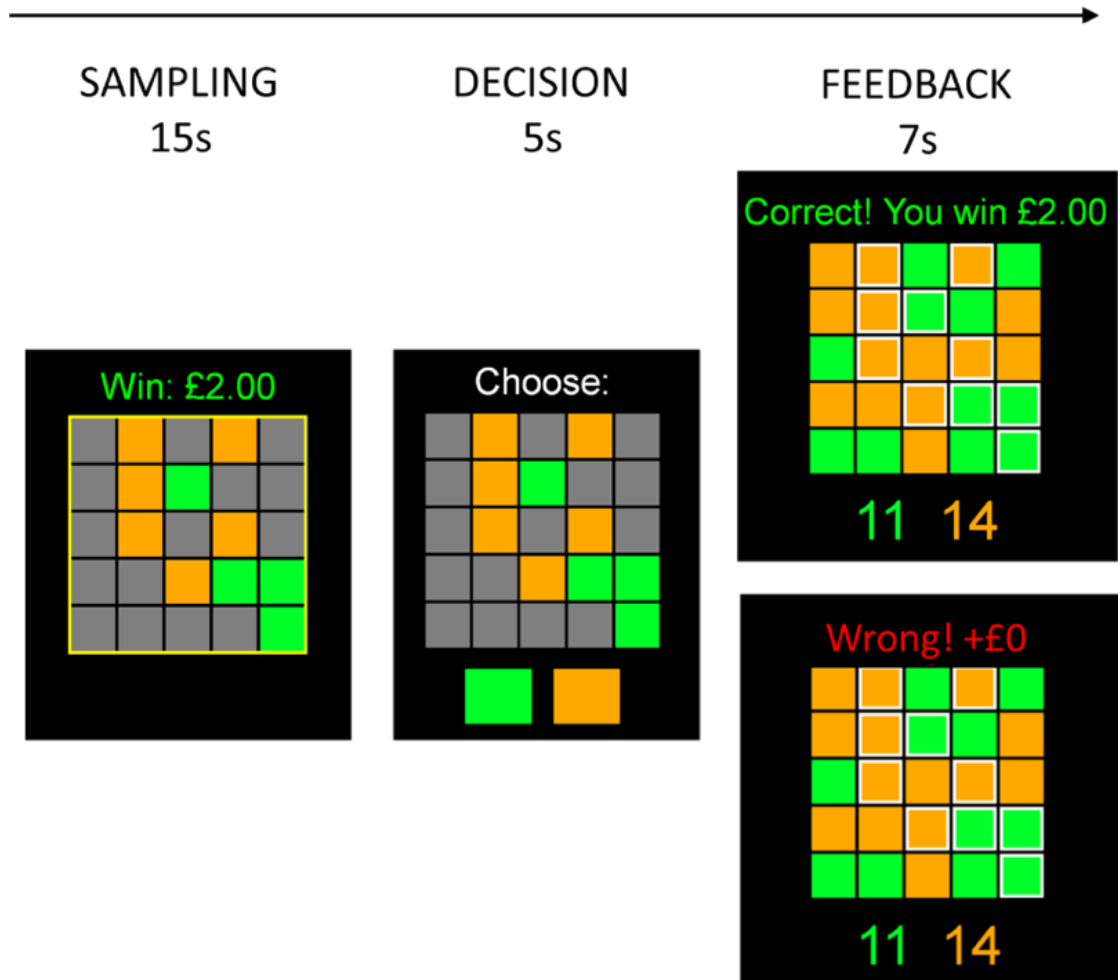 SAMPLING
15s
DECISION
5s
FEEDBACK
7s
Win: £2.00
Choose:
Correct! You win £2.00
11 14
Wrong! +£0
11 14